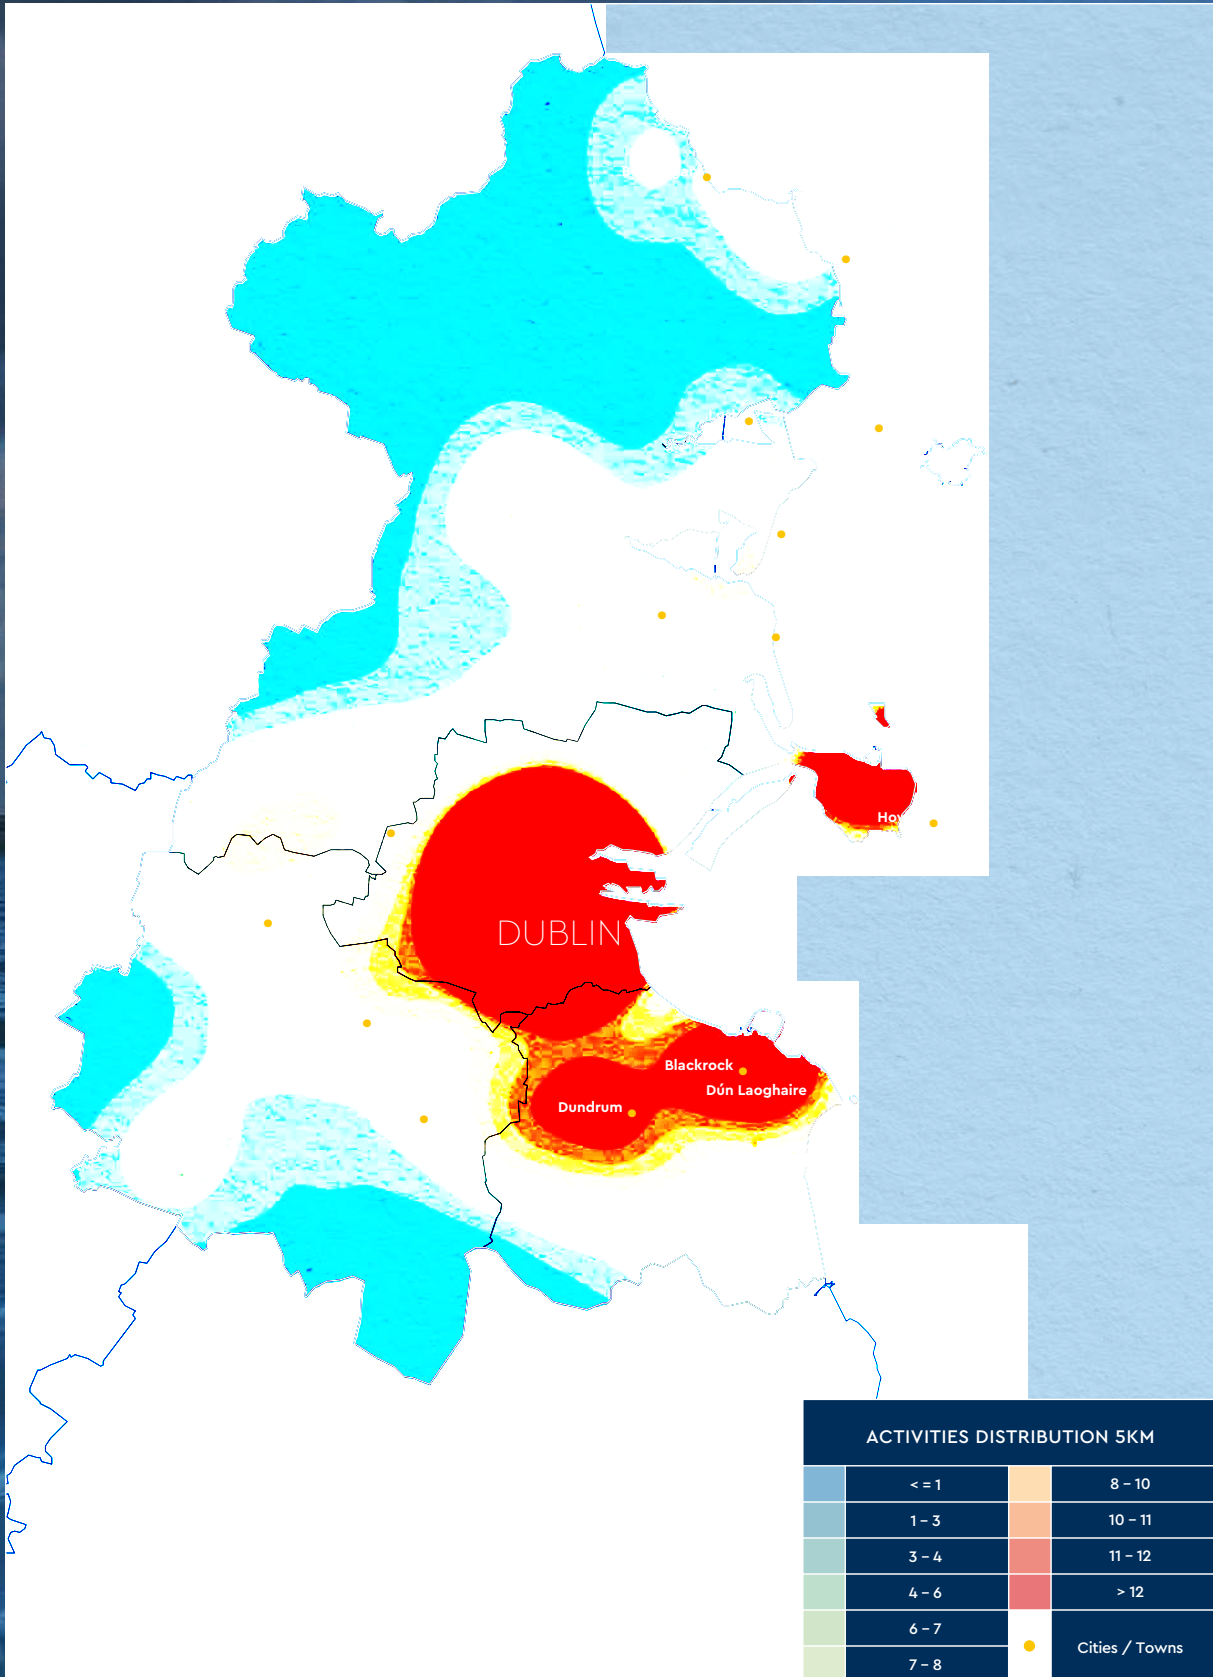 Ho
DUBLIN
Blackrock
Dún Laoghaire
Dundrum
ACTIVITIES DISTRIBUTION 5KM
< = 1
8 – 10
1 – 3
10 – 11
3 – 4
11 – 12
4 – 6
> 12
6 – 7
Cities / Towns
7 – 8